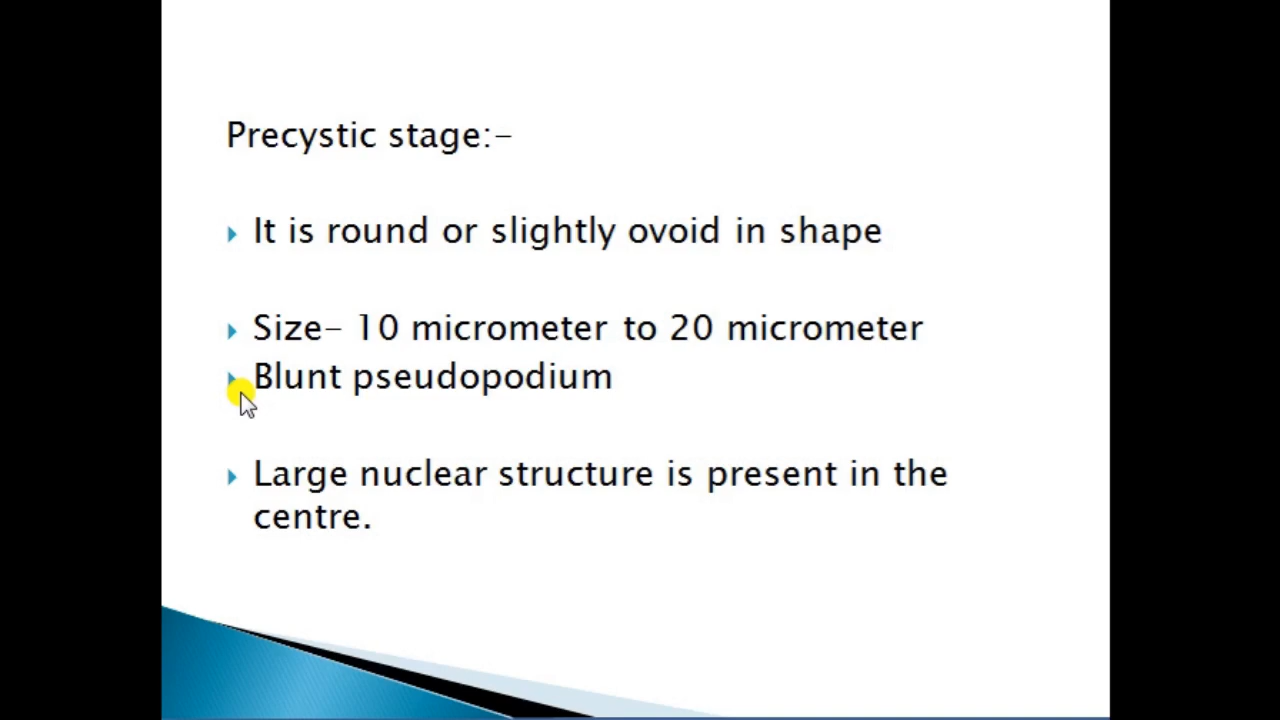 Precystic stage:-
It is round or slightly ovoid in shape
Size- 10 micrometer to 20 micrometer
Blunt pseudopodium
Large nuclear structure is present in the
centre.